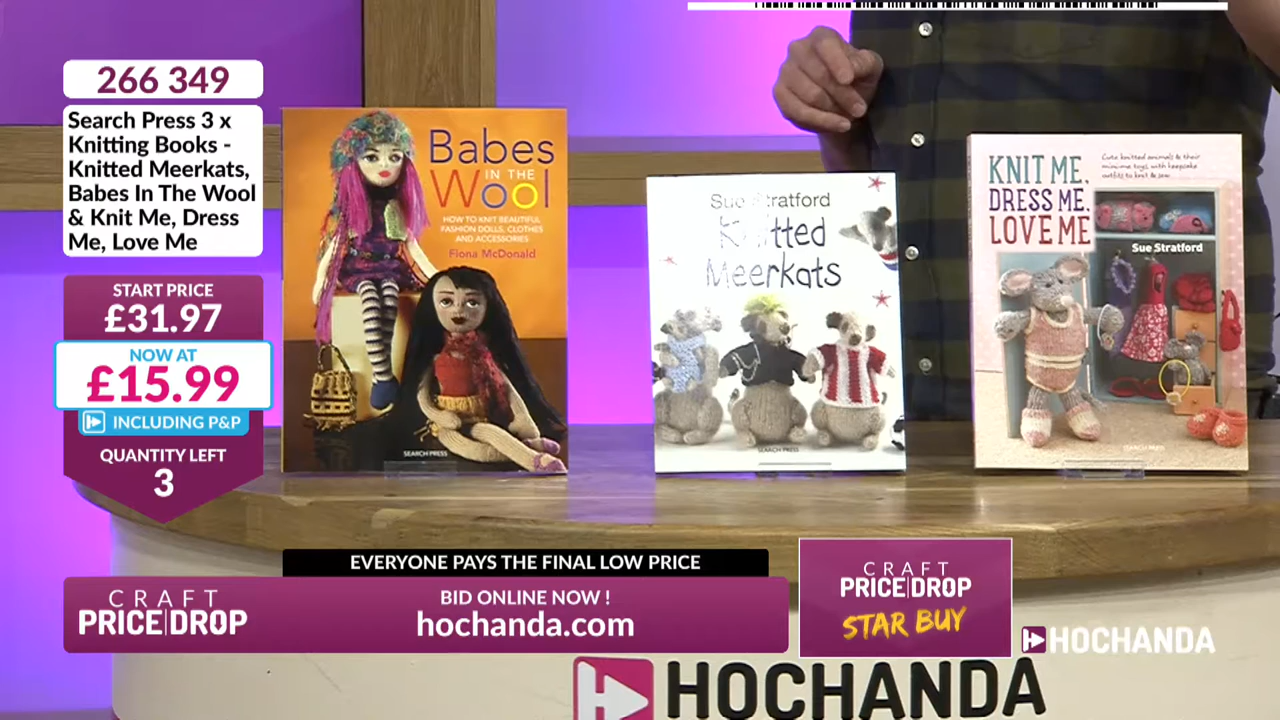 266 349
Search Press 3 x
Knitting Books -
Knitted Meerkats,
Babes In The Wool
& Knit Me, Dress
Me, Love Me
START PRICE
£31.97
NOW AT
£15.99
INCLUDING P&P
QUANTITY LEFT
3
Babes
IN THE
Wool
HOW TO KNIT BEAUTIFUL
FASHION DOLLS, CLOTHES
AND ACCESSORIES
Fiona McDonald
SEARCH PRESS
Sue Stratford
Knitted
Meerkats
SEARCH PRESS
KNIT ME,
DRESS ME,
LOVE ME
Cute knitted animals & their
mini-me toys, with keepsake
outfits to knit & sew
Sue Stratford
SEARCH PRESS
EVERYONE PAYS THE FINAL LOW PRICE
CRAFT
PRICE DROP
BID ONLINE NOW !
hochanda.com
CRAFT
PRICE DROP
STAR BUY
HOCHANDA
HOCHANDA